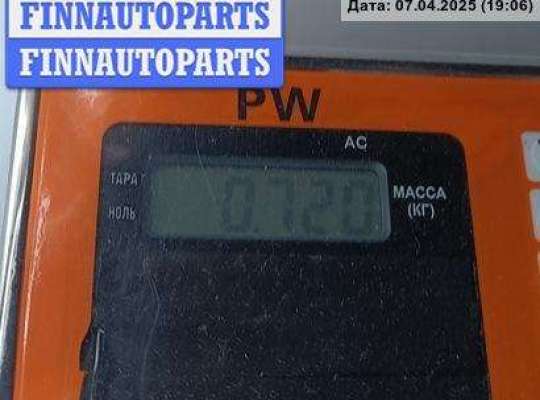 Дата: 07.04.2025 (19:06)
FINNAUTOPARTS
FINNAUTOPARTS
PW
AC
ТАРА
НОЛЬ
0.720
МАССА
(КГ)